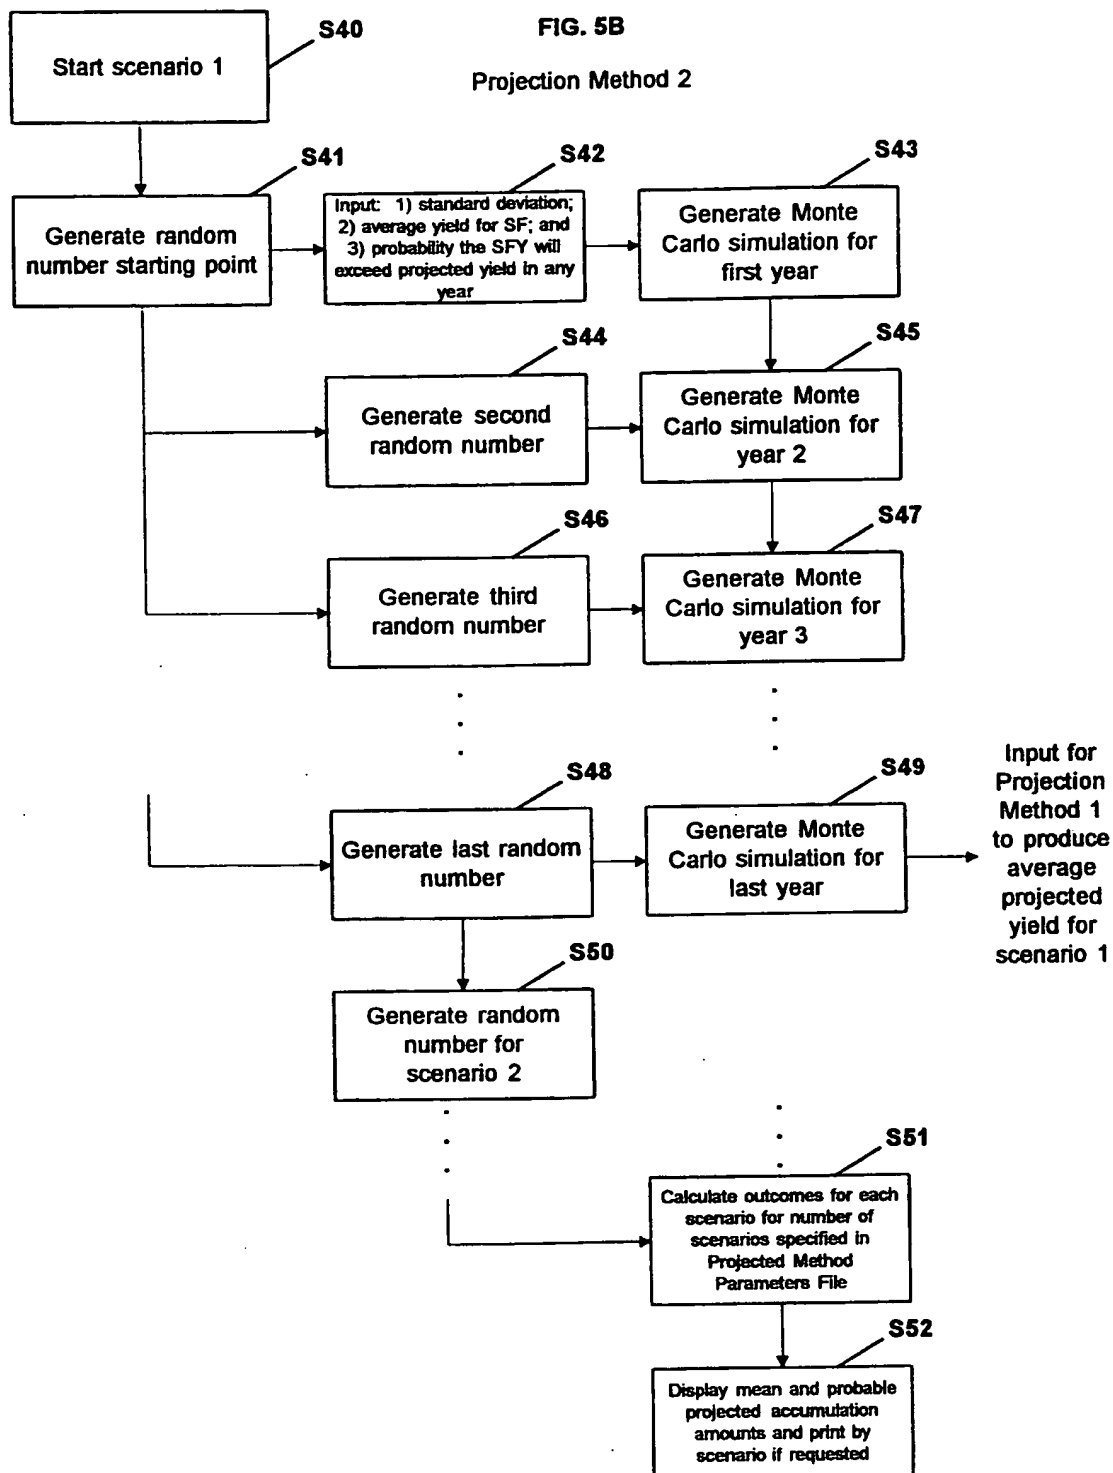 FIG. 5B
Projection Method 2
S40
Start scenario 1
S41
Generate random
number starting point
S42
Input: 1) standard deviation;
2) average yield for SF; and
3) probability the SFY will
exceed projected yield in any
year
S43
Generate Monte
Carlo simulation for
first year
S44
Generate second
random number
S45
Generate Monte
Carlo simulation for
year 2
S46
Generate third
random number
S47
Generate Monte
Carlo simulation for
year 3
S48
Generate last random
number
S49
Generate Monte
Carlo simulation for
last year
Input for
Projection
Method 1
to produce
average
projected
yield for
scenario 1
S50
Generate random
number for
scenario 2
S51
Calculate outcomes for each
scenario for number of
scenarios specified in
Projected Method
Parameters File
S52
Display mean and probable
projected accumulation
amounts and print by
scenario if requested